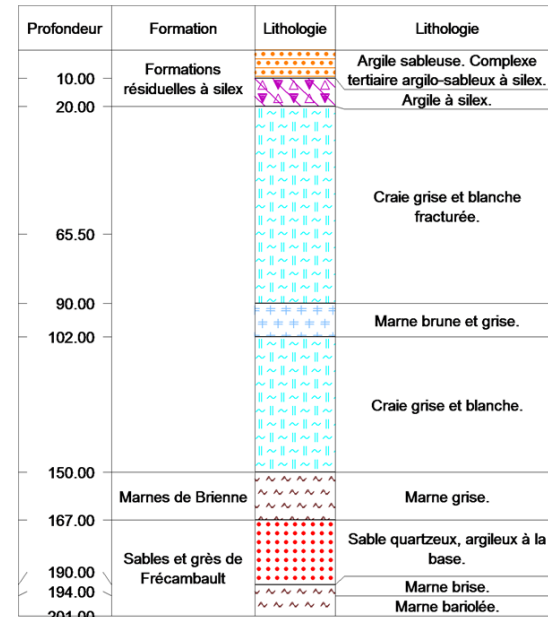 Profondeur Formation Lithologie Lithologie
Formations
résiduelles à silex
Argile sableuse. Complexe
tertiaire argilo-sableux à silex.
10.00
Argile à silex.
20.00
Craie grise et blanche
fracturée.
65.50
90.00
Marne brune et grise.
102.00
Craie grise et blanche.
150.00
Marnes de Brienne
Marne grise.
167.00
Sables et grès de
Frécambault
Sable quartzeux, argileux à la
base.
190.00
Marne brise.
194.00
Marne bariolée.
201.00